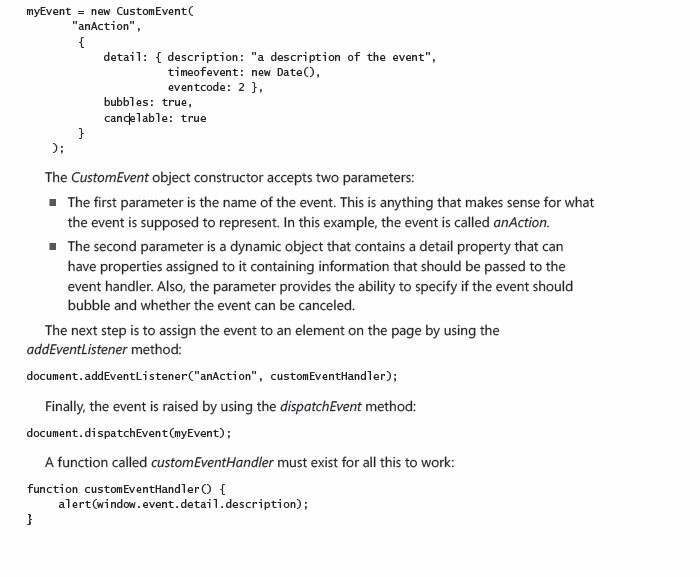 myEvent = new CustomEvent(
"anAction",
{
detail: { description: "a description of the event",
timeofevent: new Date(),
eventcode: 2 },
bubbles: true,
cancelable: true
}
);
The CustomEvent object constructor accepts two parameters:
■ The first parameter is the name of the event. This is anything that makes sense for what
the event is supposed to represent. In this example, the event is called anAction.
■ The second parameter is a dynamic object that contains a detail property that can
have properties assigned to it containing information that should be passed to the
event handler. Also, the parameter provides the ability to specify if the event should
bubble and whether the event can be canceled.
The next step is to assign the event to an element on the page by using the
addEventListener method:
document.addEventListener("anAction", customEventHandler);
Finally, the event is raised by using the dispatchEvent method:
document.dispatchEvent(myEvent);
A function called customEventHandler must exist for all this to work:
function customEventHandler() {
alert(window.event.detail.description);
}